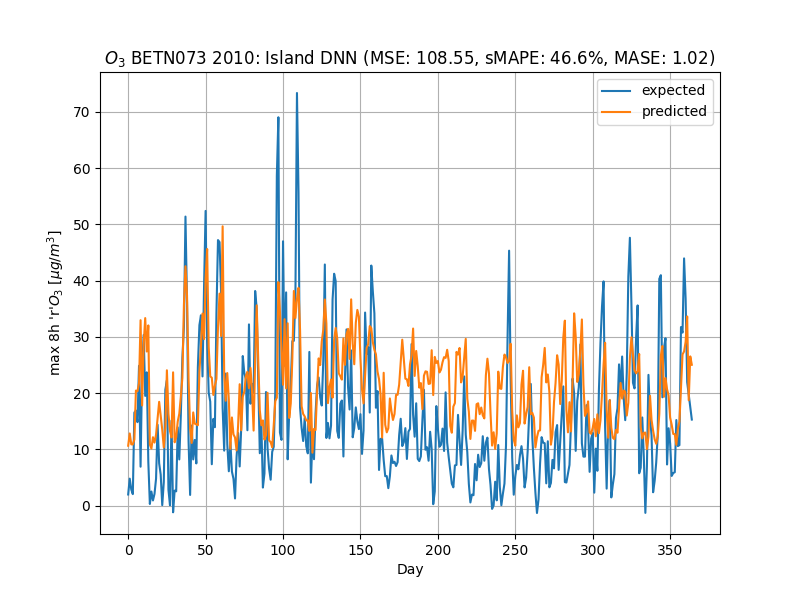 O₃ BETN073 2010: Island DNN (MSE: 108.55, sMAPE: 46.6%, MASE: 1.02)
expected
predicted
max 8h 'r'O₃ [μg/m³]
70
60
50
40
30
20
10
0
0 50 100 150 200 250 300 350
Day